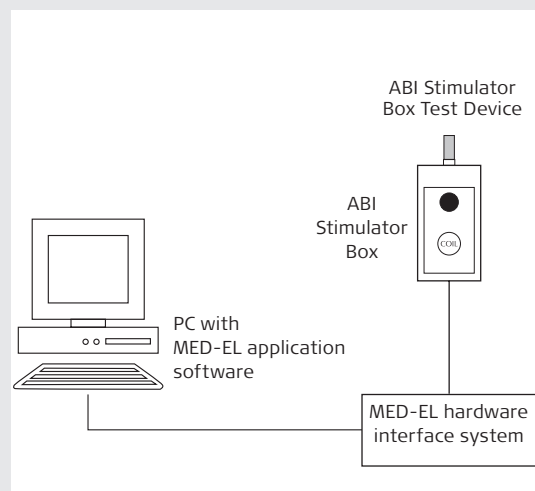 ABI Stimulator
Box Test Device
ABI
Stimulator
Box
COIL
PC with
MED-EL application
software
MED-EL hardware
interface system